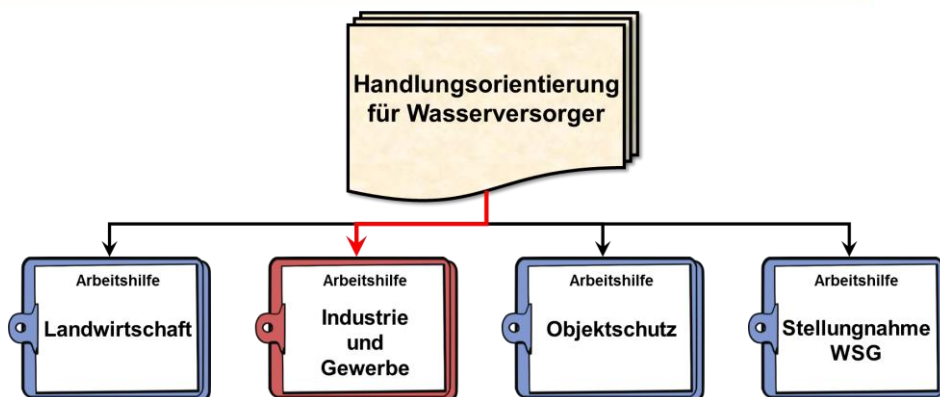 Handlungsorientierung
für Wasserversorger
Arbeitshilfe
Landwirtschaft
Arbeitshilfe
Industrie
und
Gewerbe
Arbeitshilfe
Objektschutz
Arbeitshilfe
Stellungnahme
WSG